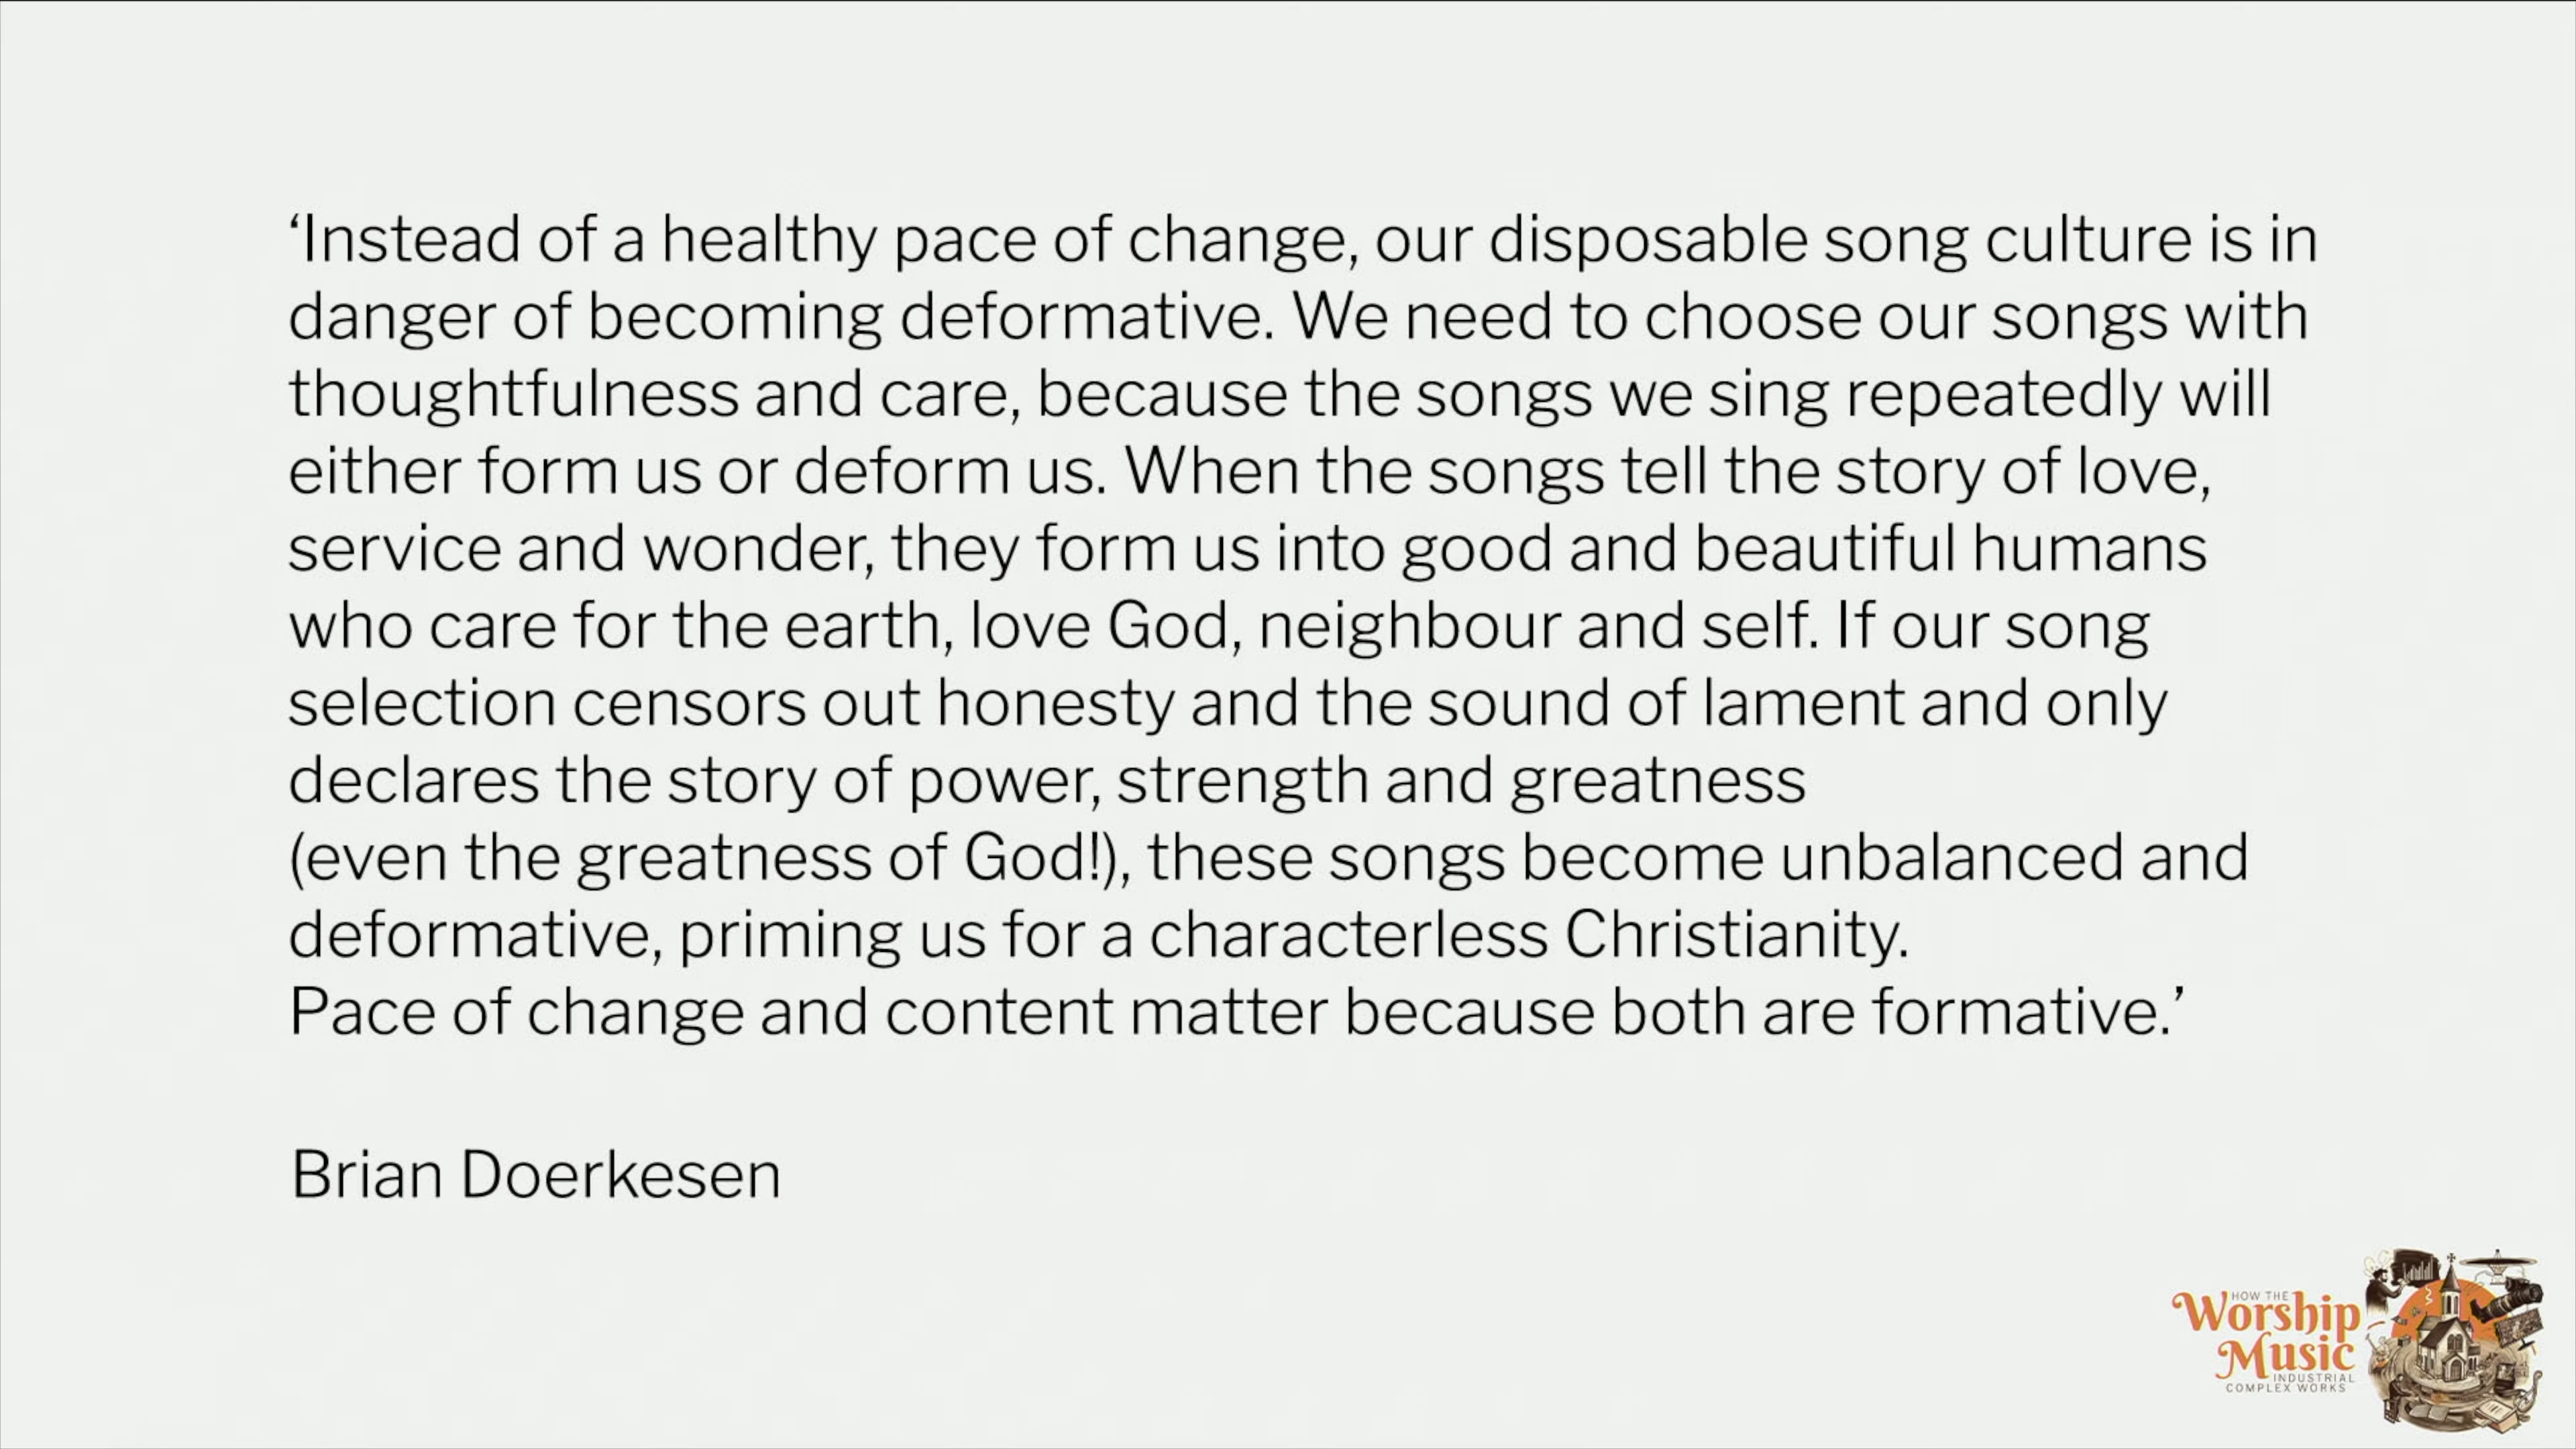 ‘Instead of a healthy pace of change, our disposable song culture is in
danger of becoming deformative. We need to choose our songs with
thoughtfulness and care, because the songs we sing repeatedly will
either form us or deform us. When the songs tell the story of love,
service and wonder, they form us into good and beautiful humans
who care for the earth, love God, neighbour and self. If our song
selection censors out honesty and the sound of lament and only
declares the story of power, strength and greatness
(even the greatness of God!), these songs become unbalanced and
deformative, priming us for a characterless Christianity.
Pace of change and content matter because both are formative.’
Brian Doerkesen
HOW THE
Worship
Music
INDUSTRIAL
COMPLEX WORKS